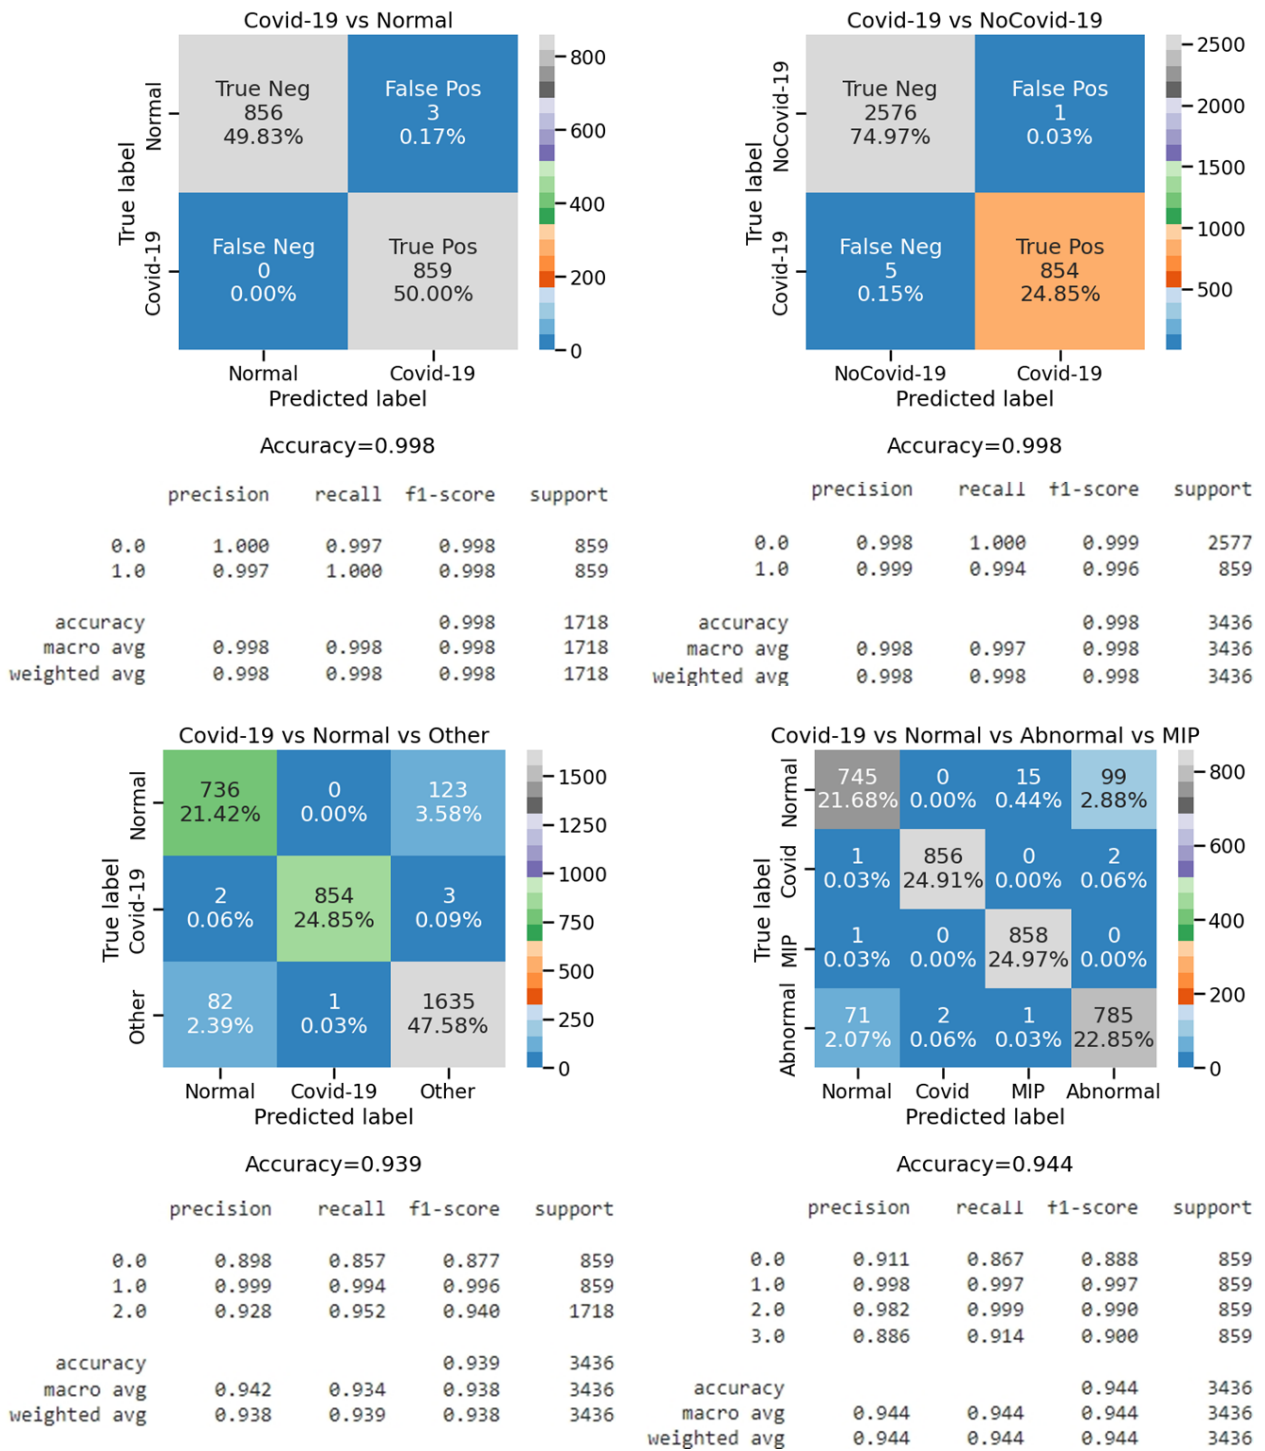 Covid-19 vs Normal
True Neg
856
49.83%
False Pos
3
0.17%
False Neg
0
0.00%
True Pos
859
50.00%
True label
Normal
Covid-19
Normal Covid-19
Predicted label
800
600
400
200
0
Accuracy=0.998
precision recall f1-score support
0.0 1.000 0.997 0.998 859
1.0 0.997 1.000 0.998 859
accuracy 0.998 1718
macro avg 0.998 0.998 0.998 1718
weighted avg 0.998 0.998 0.998 1718
Covid-19 vs NoCovid-19
True Neg
2576
74.97%
False Pos
1
0.03%
False Neg
5
0.15%
True Pos
854
24.85%
True label
NoCovid-19
Covid-19
NoCovid-19 Covid-19
Predicted label
2500
2000
1500
1000
500
Accuracy=0.998
precision recall f1-score support
0.0 0.998 1.000 0.999 2577
1.0 0.999 0.994 0.996 859
accuracy 0.998 3436
macro avg 0.998 0.997 0.998 3436
weighted avg 0.998 0.998 0.998 3436
Covid-19 vs Normal vs Other
736
21.42%
0
0.00%
123
3.58%
2
0.06%
854
24.85%
3
0.09%
82
2.39%
1
0.03%
1635
47.58%
True label
Normal
Covid-19
Other
Normal Covid-19 Other
Predicted label
1500
1250
1000
750
500
250
0
Accuracy=0.939
precision recall f1-score support
0.0 0.898 0.857 0.877 859
1.0 0.999 0.994 0.996 859
2.0 0.928 0.952 0.940 1718
accuracy 0.939 3436
macro avg 0.942 0.934 0.938 3436
weighted avg 0.938 0.939 0.938 3436
Covid-19 vs Normal vs Abnormal vs MIP
745
21.68%
0
0.00%
15
0.44%
99
2.88%
1
0.03%
856
24.91%
0
0.00%
2
0.06%
1
0.03%
0
0.00%
858
24.97%
0
0.00%
71
2.07%
2
0.06%
1
0.03%
785
22.85%
True label
Normal
Covid
MIP
Abnormal
Normal Covid MIP Abnormal
Predicted label
800
600
400
200
0
Accuracy=0.944
precision recall f1-score support
0.0 0.911 0.867 0.888 859
1.0 0.998 0.997 0.997 859
2.0 0.982 0.999 0.990 859
3.0 0.886 0.914 0.900 859
accuracy 0.944 3436
macro avg 0.944 0.944 0.944 3436
weighted avg 0.944 0.944 0.944 3436